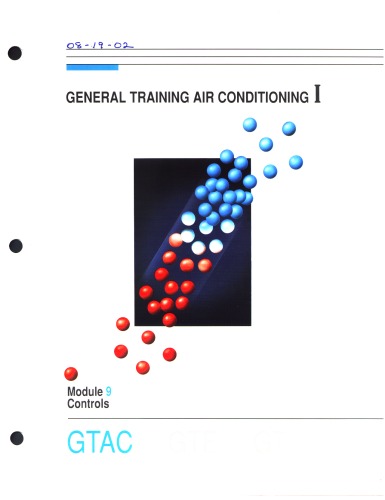 08-19-02
GENERAL TRAINING AIR CONDITIONING I
Module 9
Controls
GTAC